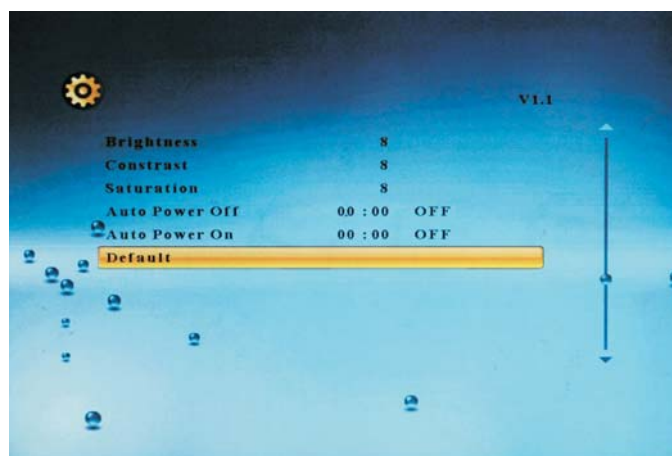 V1.1
Brightness 8
Constrast 8
Saturation 8
Auto Power Off 00 : 00 OFF
Auto Power On 00 : 00 OFF
Default